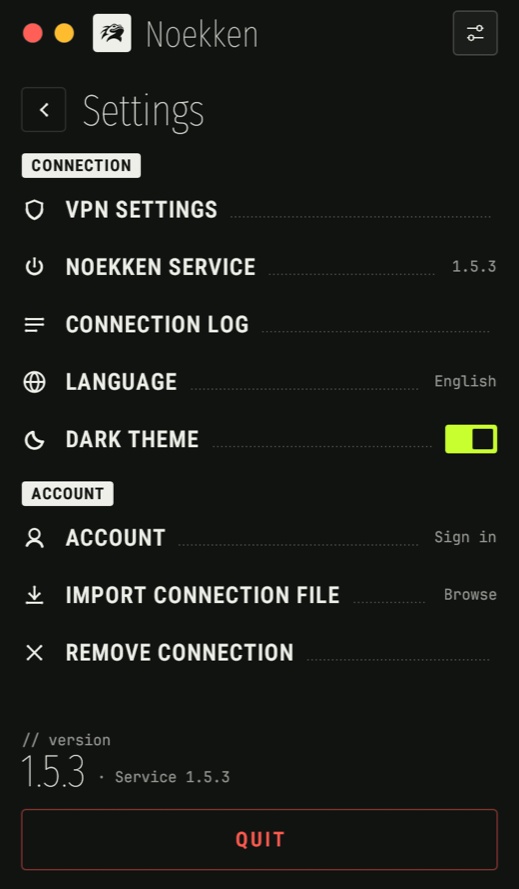 Noekken
Settings
CONNECTION
VPN SETTINGS
NOEKKEN SERVICE 1.5.3
CONNECTION LOG
LANGUAGE English
DARK THEME
ACCOUNT
ACCOUNT Sign in
IMPORT CONNECTION FILE Browse
REMOVE CONNECTION
// version
1.5.3 · Service 1.5.3
QUIT